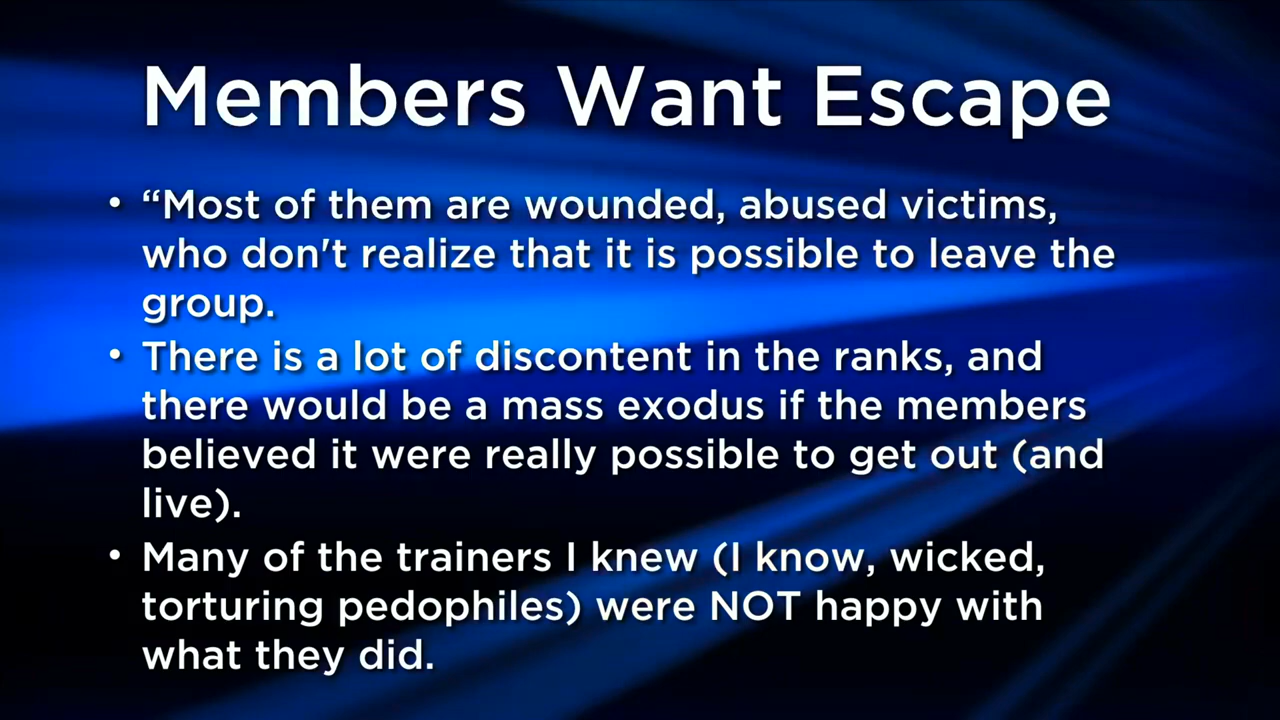 Members Want Escape
• “Most of them are wounded, abused victims,
who don't realize that it is possible to leave the
group.
• There is a lot of discontent in the ranks, and
there would be a mass exodus if the members
believed it were really possible to get out (and
live).
• Many of the trainers I knew (I know, wicked,
torturing pedophiles) were NOT happy with
what they did.